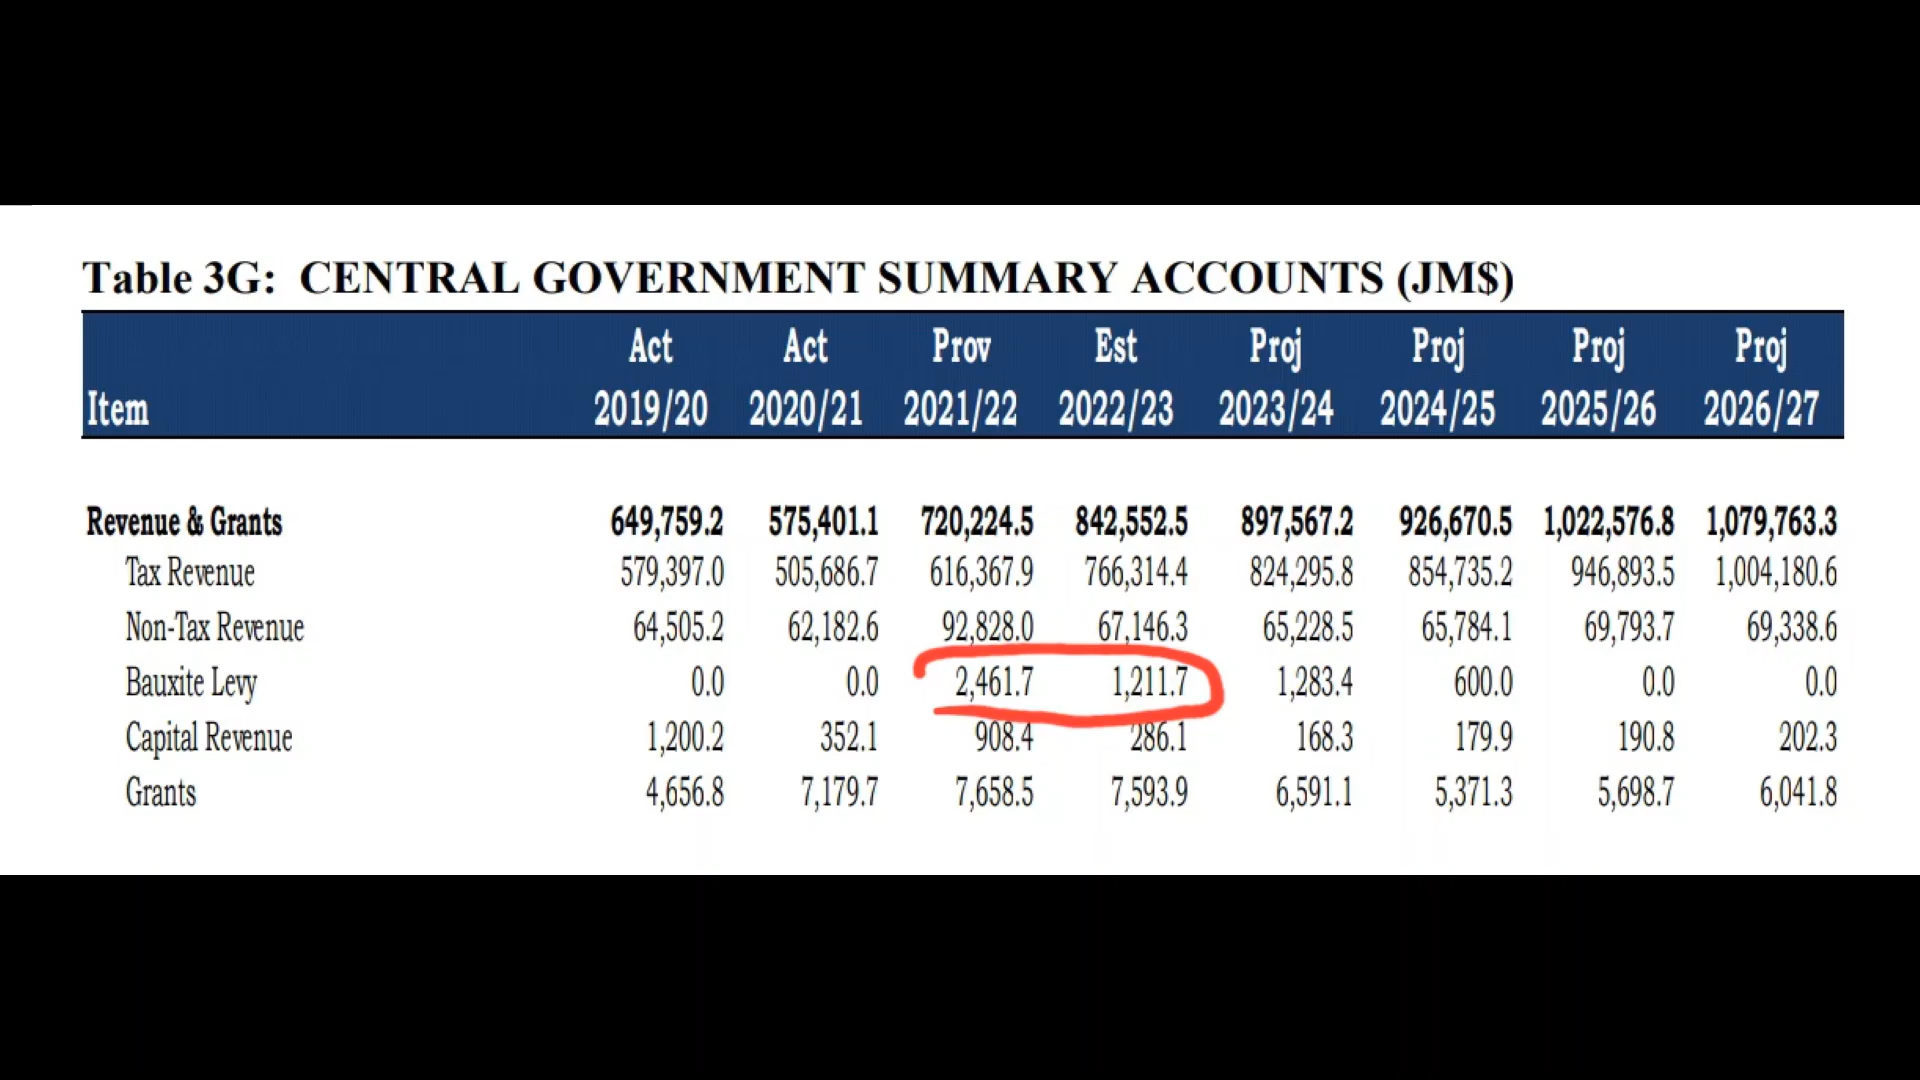 Table 3G: CENTRAL GOVERNMENT SUMMARY ACCOUNTS (JM$)
Act Act Prov Est Proj Proj Proj Proj
Item 2019/20 2020/21 2021/22 2022/23 2023/24 2024/25 2025/26 2026/27
Revenue & Grants 649,759.2 575,401.1 720,224.5 842,552.5 897,567.2 926,670.5 1,022,576.8 1,079,763.3
Tax Revenue 579,397.0 505,686.7 616,367.9 766,314.4 824,295.8 854,735.2 946,893.5 1,004,180.6
Non-Tax Revenue 64,505.2 62,182.6 92,828.0 67,146.3 65,228.5 65,784.1 69,793.7 69,338.6
Bauxite Levy 0.0 0.0 2,461.7 1,211.7 1,283.4 600.0 0.0 0.0
Capital Revenue 1,200.2 352.1 908.4 286.1 168.3 179.9 190.8 202.3
Grants 4,656.8 7,179.7 7,658.5 7,593.9 6,591.1 5,371.3 5,698.7 6,041.8